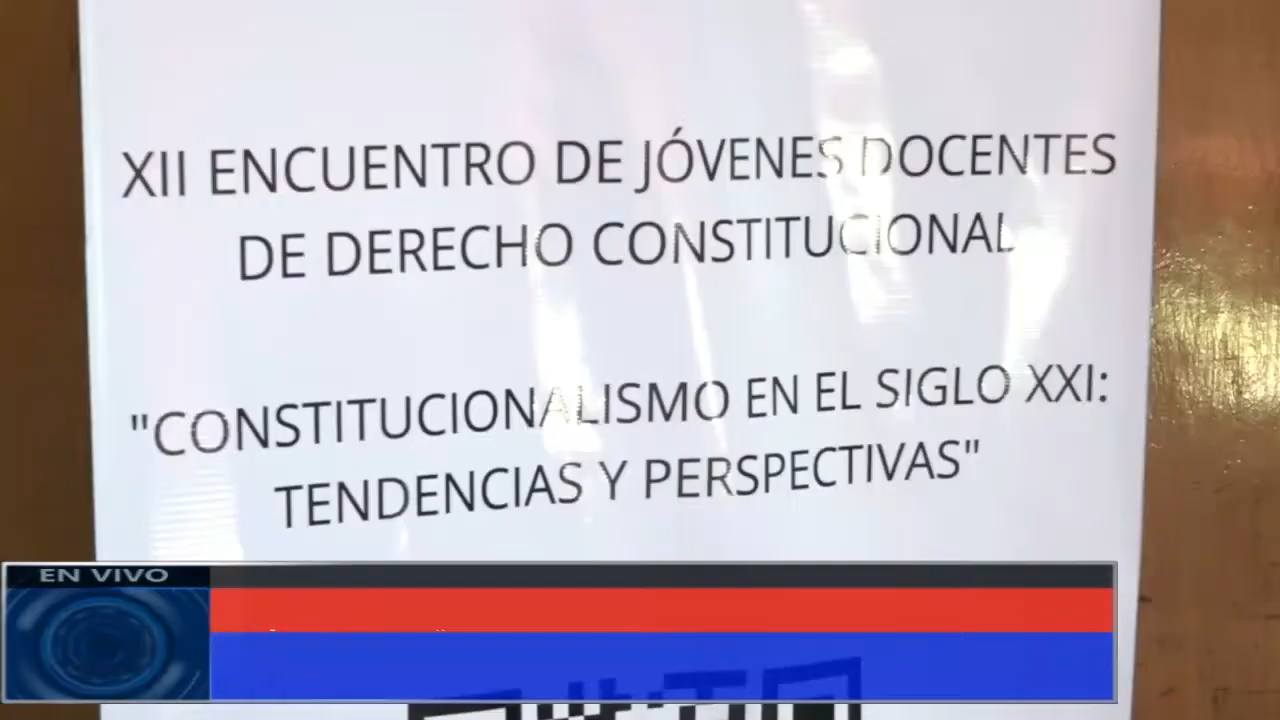 XII ENCUENTRO DE JÓVENES DOCENTES
DE DERECHO CONSTITUCIONAL
"CONSTITUCIONALISMO EN EL SIGLO XXI:
TENDENCIAS Y PERSPECTIVAS"
EN VIVO